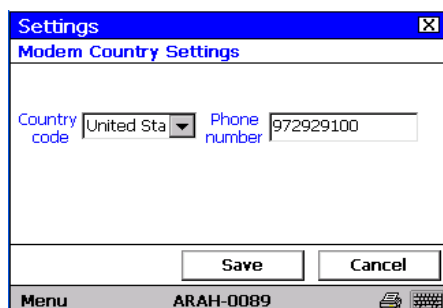 Settings
Modem Country Settings
Country code United Sta Phone number 972929100
Save Cancel
Menu ARAH-0089